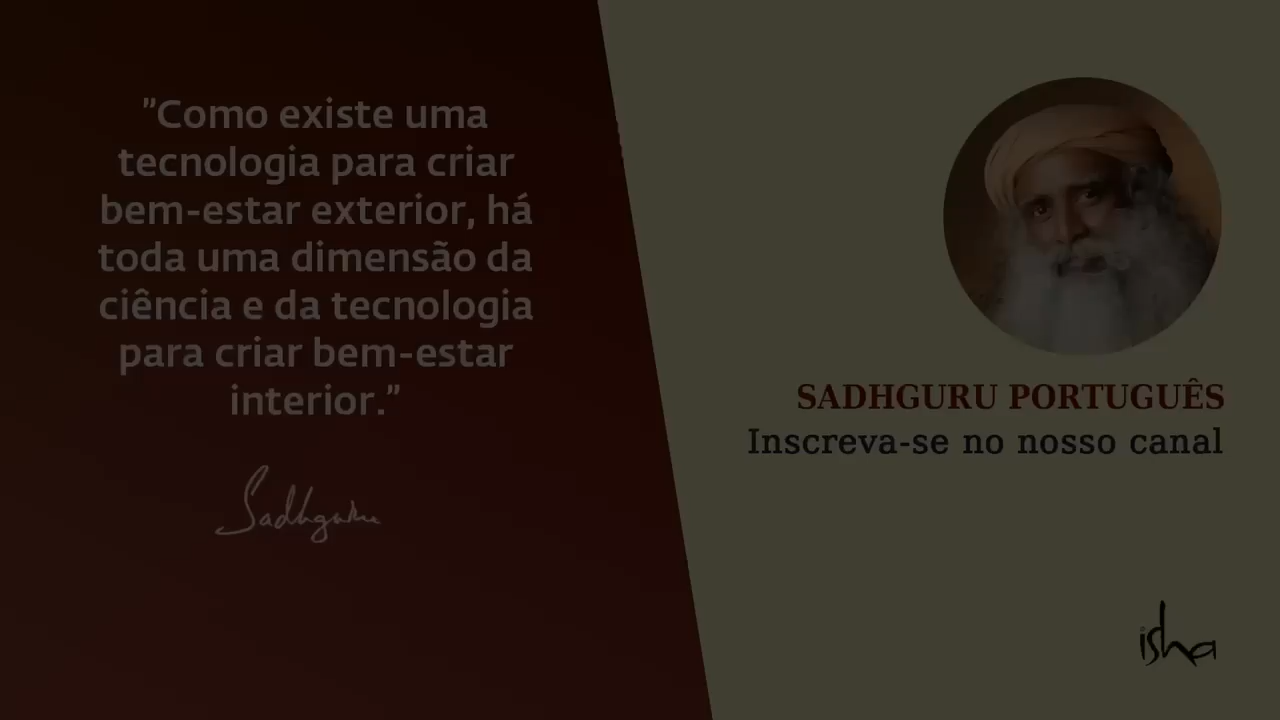 "Como existe uma
tecnologia para criar
bem-estar exterior, há
toda uma dimensão da
ciência e da tecnologia
para criar bem-estar
interior.”
Sadhguru
SADHGURU PORTUGUÊS
Inscreva-se no nosso canal
isha